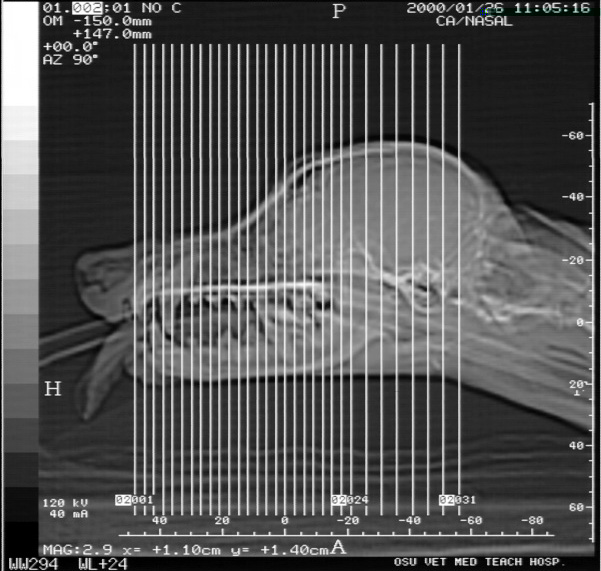 01.002:01 NO C
P
2000/01/26 11:05:16
OM -150.0mm
CA/NASAL
+147.0mm
+00.0°
AZ 90°
-60
-40
-20
0
H
20
40
02001
02024
02031
120 kV
40 mA
60
40 20 0 -20 -40 -60 -80
MAG:2.9 x= +1.10cm y= +1.40cm A
WW294 WL+24
OSU VET MED TEACH HOSP.